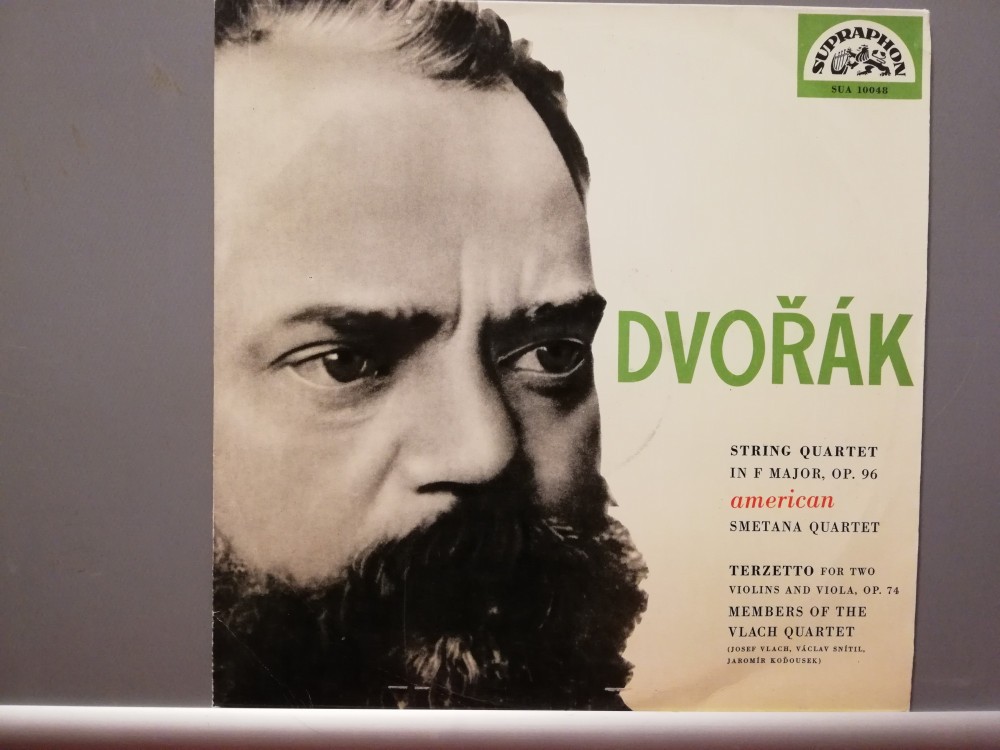 SUPRAPHON
SUA 10048
DVOŘÁK
STRING QUARTET
IN F MAJOR, OP. 96
american
SMETANA QUARTET
TERZETTO FOR TWO
VIOLINS AND VIOLA, OP. 74
MEMBERS OF THE
VLACH QUARTET
(JOSEF VLACH, VÁCLAV SNÍTIL,
JAROMÍR KOĎOUSEK)